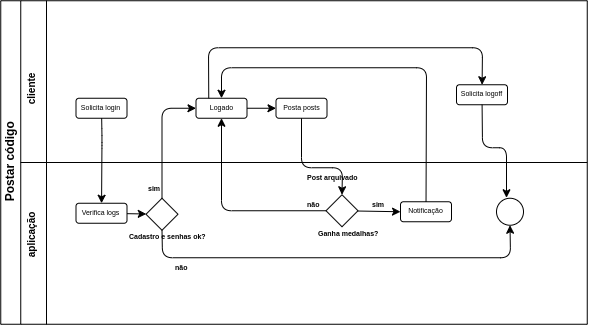 Postar código
cliente
Solicita login
Logado
Posta posts
Solicita logoff
aplicação
Post arquivado
sim
Verifica logs
Cadastro e senhas ok?
não
não
sim
Notificação
Ganha medalhas?